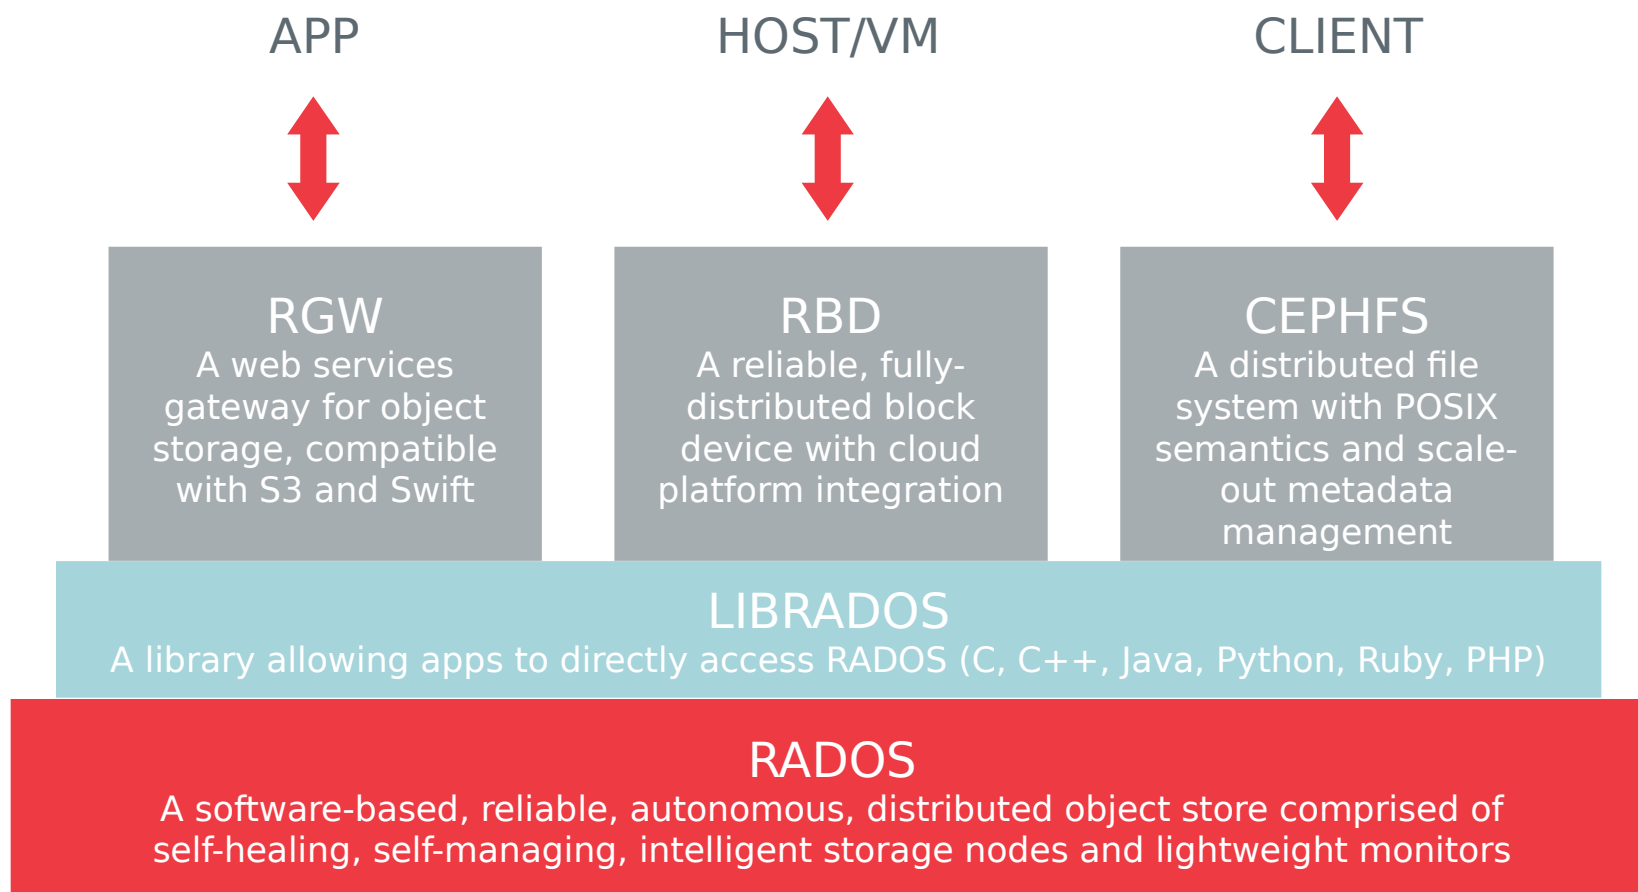 APP
HOST/VM
CLIENT
RGW
A web services
gateway for object
storage, compatible
with S3 and Swift
RBD
A reliable, fully-
distributed block
device with cloud
platform integration
CEPHFS
A distributed file
system with POSIX
semantics and scale-
out metadata
management
LIBRADOS
A library allowing apps to directly access RADOS (C, C++, Java, Python, Ruby, PHP)
RADOS
A software-based, reliable, autonomous, distributed object store comprised of
self-healing, self-managing, intelligent storage nodes and lightweight monitors